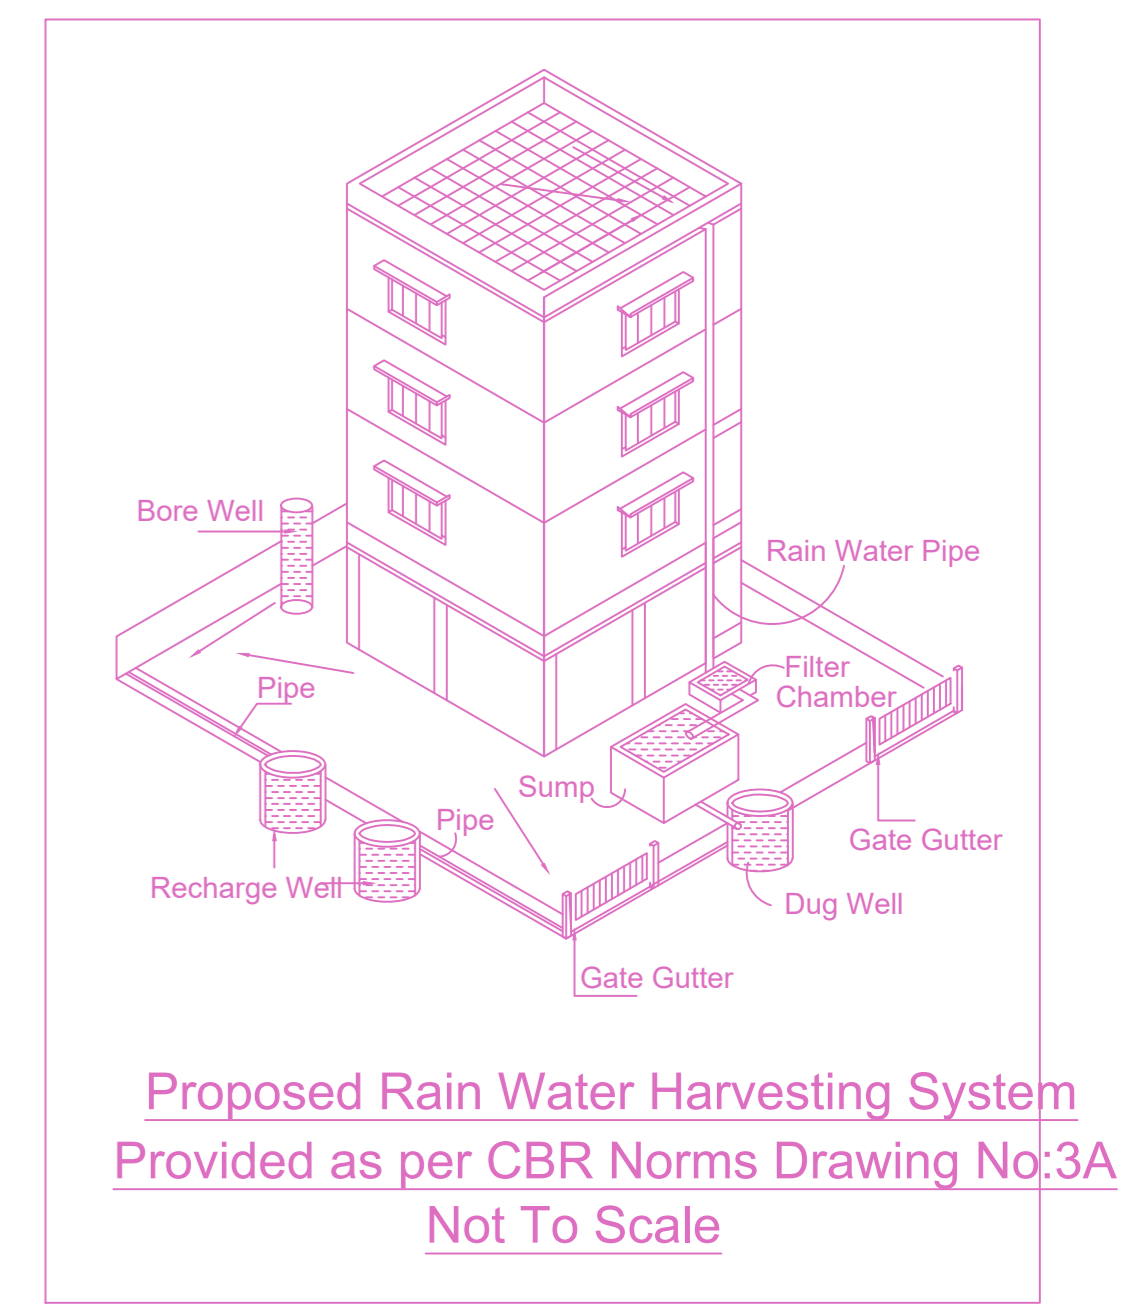 Bore Well
Rain Water Pipe
Filter
Chamber
Pipe
Sump
Pipe
Gate Gutter
Recharge Well
Dug Well
Gate Gutter
Proposed Rain Water Harvesting System
Provided as per CBR Norms Drawing No:3A
Not To Scale